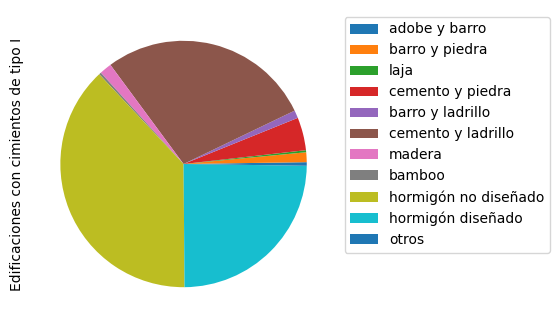 Edificaciones con cimientos de tipo I
adobe y barro
barro y piedra
laja
cemento y piedra
barro y ladrillo
cemento y ladrillo
madera
bamboo
hormigón no diseñado
hormigón diseñado
otros